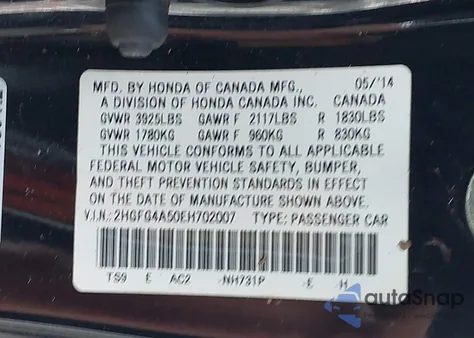 MFD. BY HONDA OF CANADA MFG., 05/'14
A DIVISION OF HONDA CANADA INC. CANADA
GVWR 3925LBS GAWR F 2117LBS R 1830LBS
GVWR 1780KG GAWR F 960KG R 830KG
THIS VEHICLE CONFORMS TO ALL APPLICABLE
FEDERAL MOTOR VEHICLE SAFETY, BUMPER,
AND THEFT PREVENTION STANDARDS IN EFFECT
ON THE DATE OF MANUFACTURE SHOWN ABOVE.
V.I.N.: 2HGFG4A50EH702007 TYPE: PASSENGER CAR
TS9 E AC2 NH731P -E -H
autoSnap